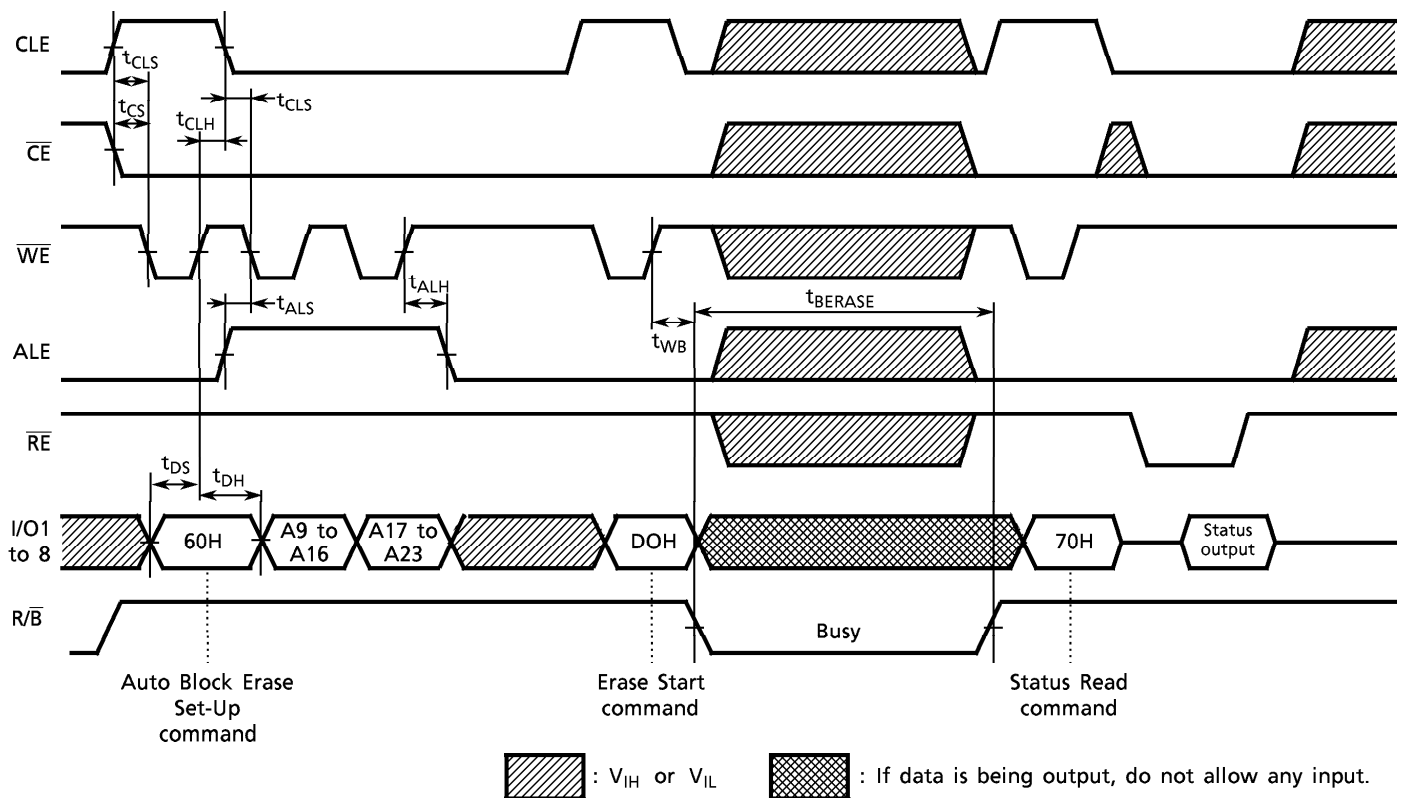 CLE
tCLS
tCS
tCLH
tCLS
CE
WE
tALS
tALH
tBERASE
tWB
ALE
RE
tDS
tDH
I/O1
to 8
60H
A9 to
A16
A17 to
A23
DOH
70H
Status
output
R/B
Busy
Auto Block Erase
Set-Up
command
Erase Start
command
Status Read
command
: VIH or VIL
: If data is being output, do not allow any input.